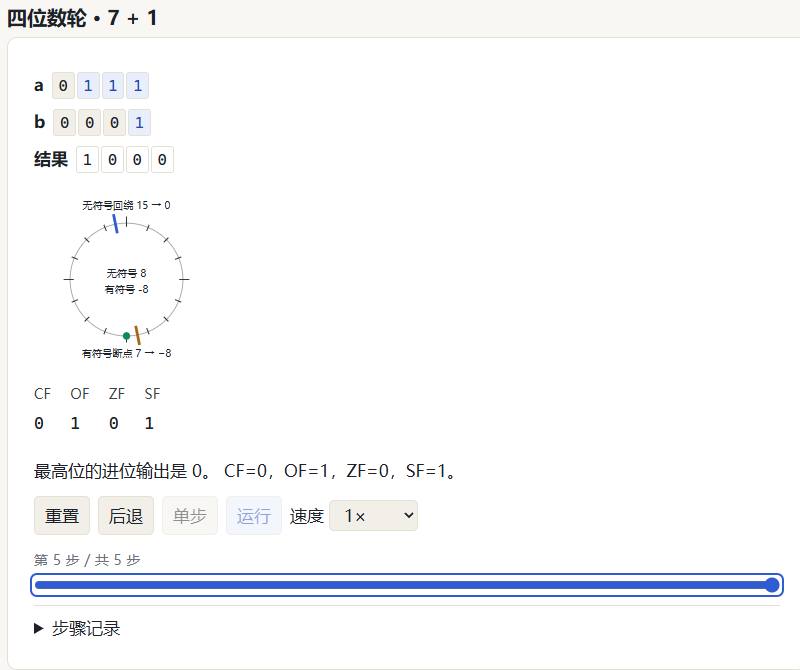 四位数轮 • 7 + 1
a 0 1 1 1
b 0 0 0 1
结果 1 0 0 0
无符号回绕 15 → 0
无符号 8
有符号 -8
有符号断点 7 → −8
CF OF ZF SF
0 1 0 1
最高位的进位输出是 0。 CF=0，OF=1，ZF=0，SF=1。
重置 后退 单步 运行 速度 1×
第 5 步 / 共 5 步
▶ 步骤记录